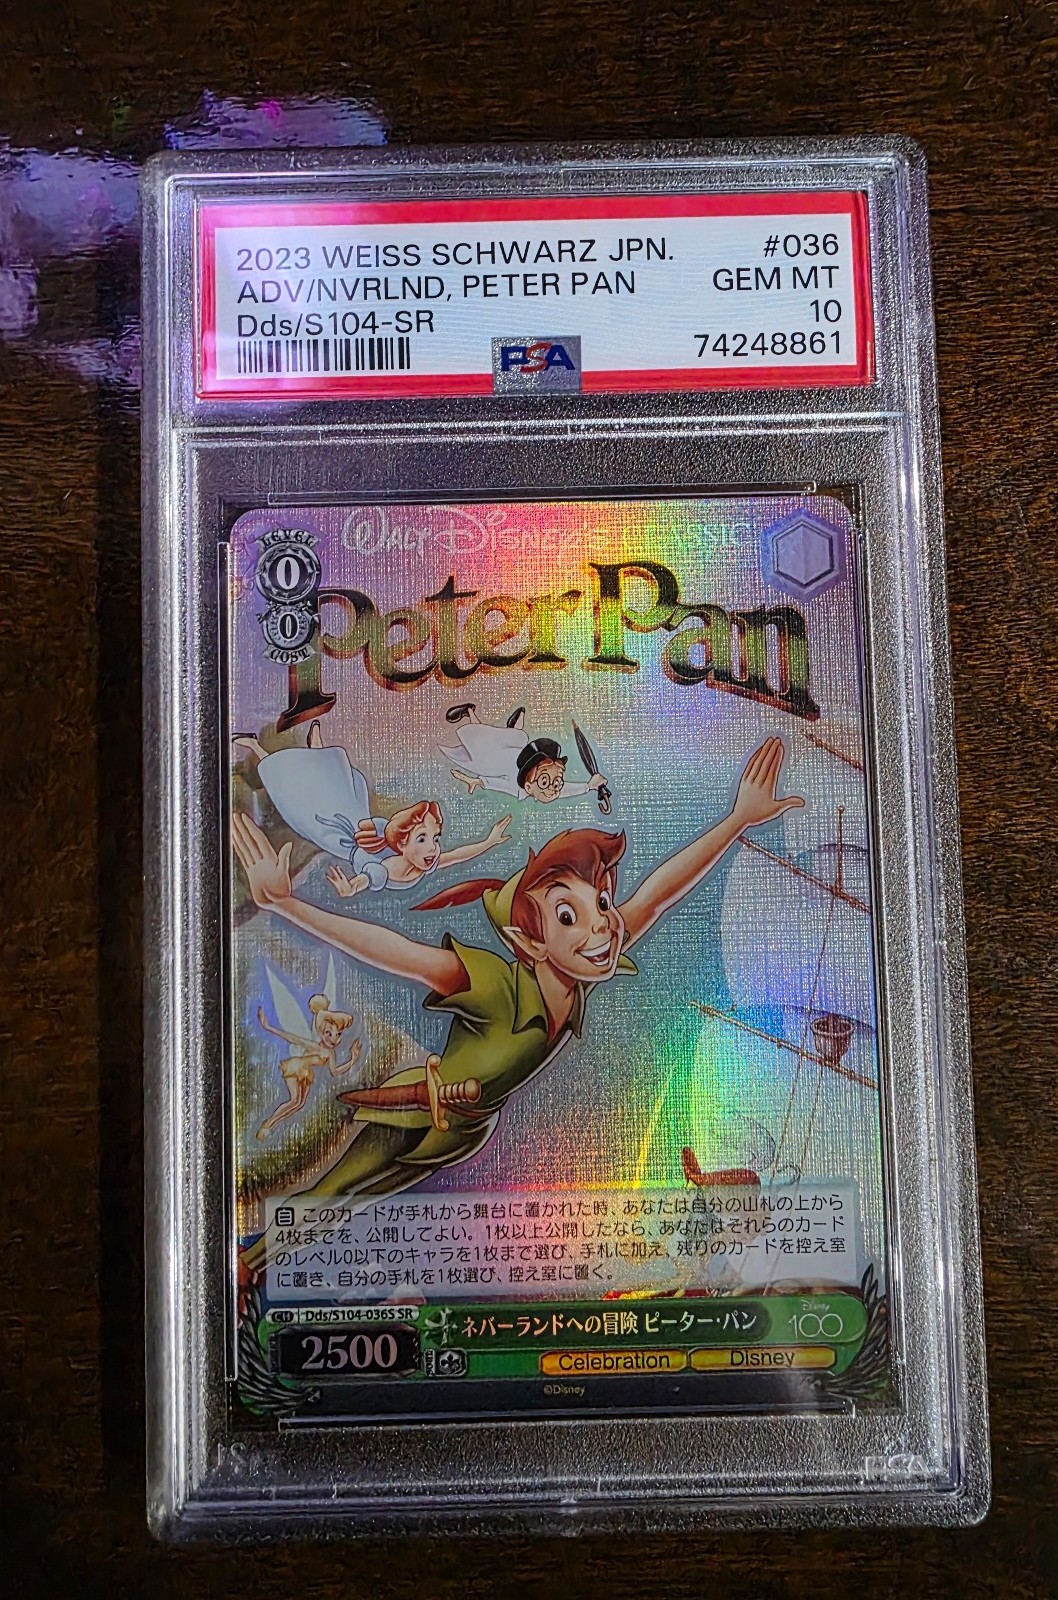 2023 WEISS SCHWARZ JPN. #036
ADV/NVRLND, PETER PAN GEM MT
Dds/S104-SR 10
74248861
PSA
WALT DISNEY'S CLASSIC
LEVEL
0
0
COST
Peter Pan
自 このカードが手札から舞台に置かれた時、あなたは自分の山札の上から
4枚までを、公開してよい。1枚以上公開したなら、あなたはそれらのカード
のレベル0以下のキャラを1枚まで選び、手札に加え、残りのカードを控え室
に置き、自分の手札を1枚選び、控え室に置く。
CH Dds/S104-036S SR
ネバーランドへの冒険 ピーター・パン
Disney
100
2500
Celebration
Disney
©Disney
PSA